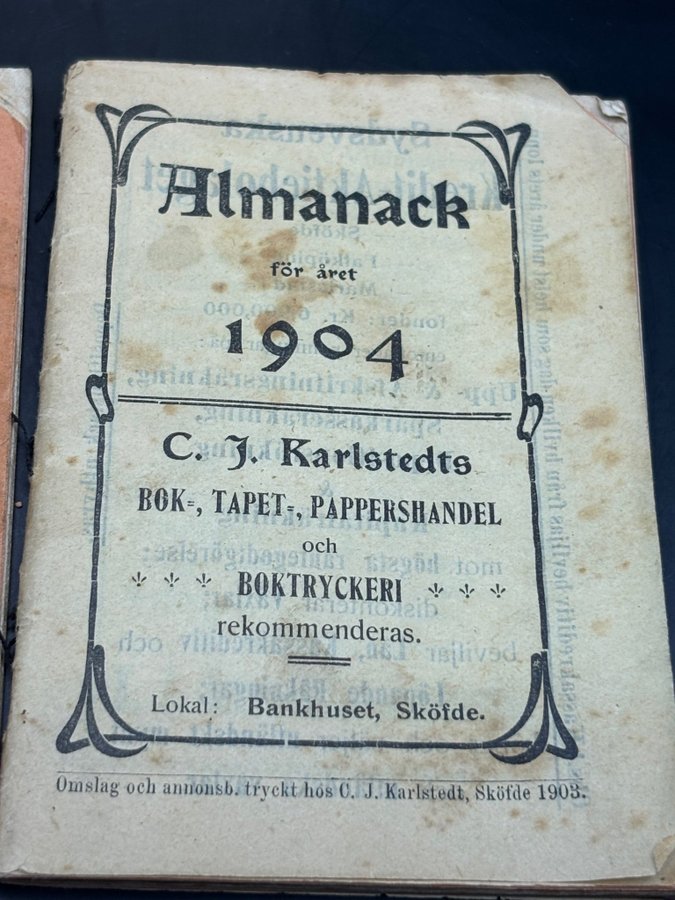 Almanack
för året
1904
C. J. Karlstedts
BOK=, TAPET=, PAPPERSHANDEL
och
BOKTRYCKERI
rekommenderas.
Lokal: Bankhuset, Sköfde.
Omslag och annonsb. tryckt hos C. J. Karlstedt, Sköfde 1903.